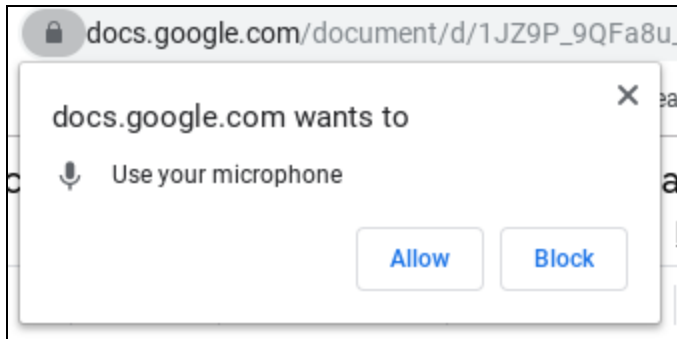 docs.google.com/document/d/1JZ9P_9QFa8u_
docs.google.com wants to
Use your microphone
Allow
Block